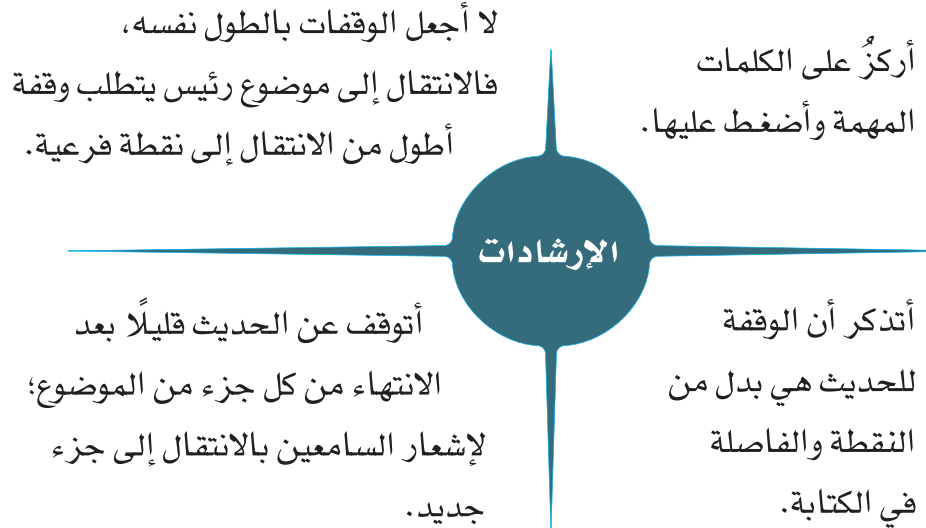 أركزُ على الكلمات
المهمة وأضغط عليها.
لا أجعل الوقفات بالطول نفسه،
فالانتقال إلى موضوع رئيس يتطلب وقفة
أطول من الانتقال إلى نقطة فرعية.
الإرشادات
أتذكر أن الوقفة
للحديث هي بدل من
النقطة والفاصلة
في الكتابة.
أتوقف عن الحديث قليلًا بعد
الانتهاء من كل جزء من الموضوع؛
لإشعار السامعين بالانتقال إلى جزء
جديد.